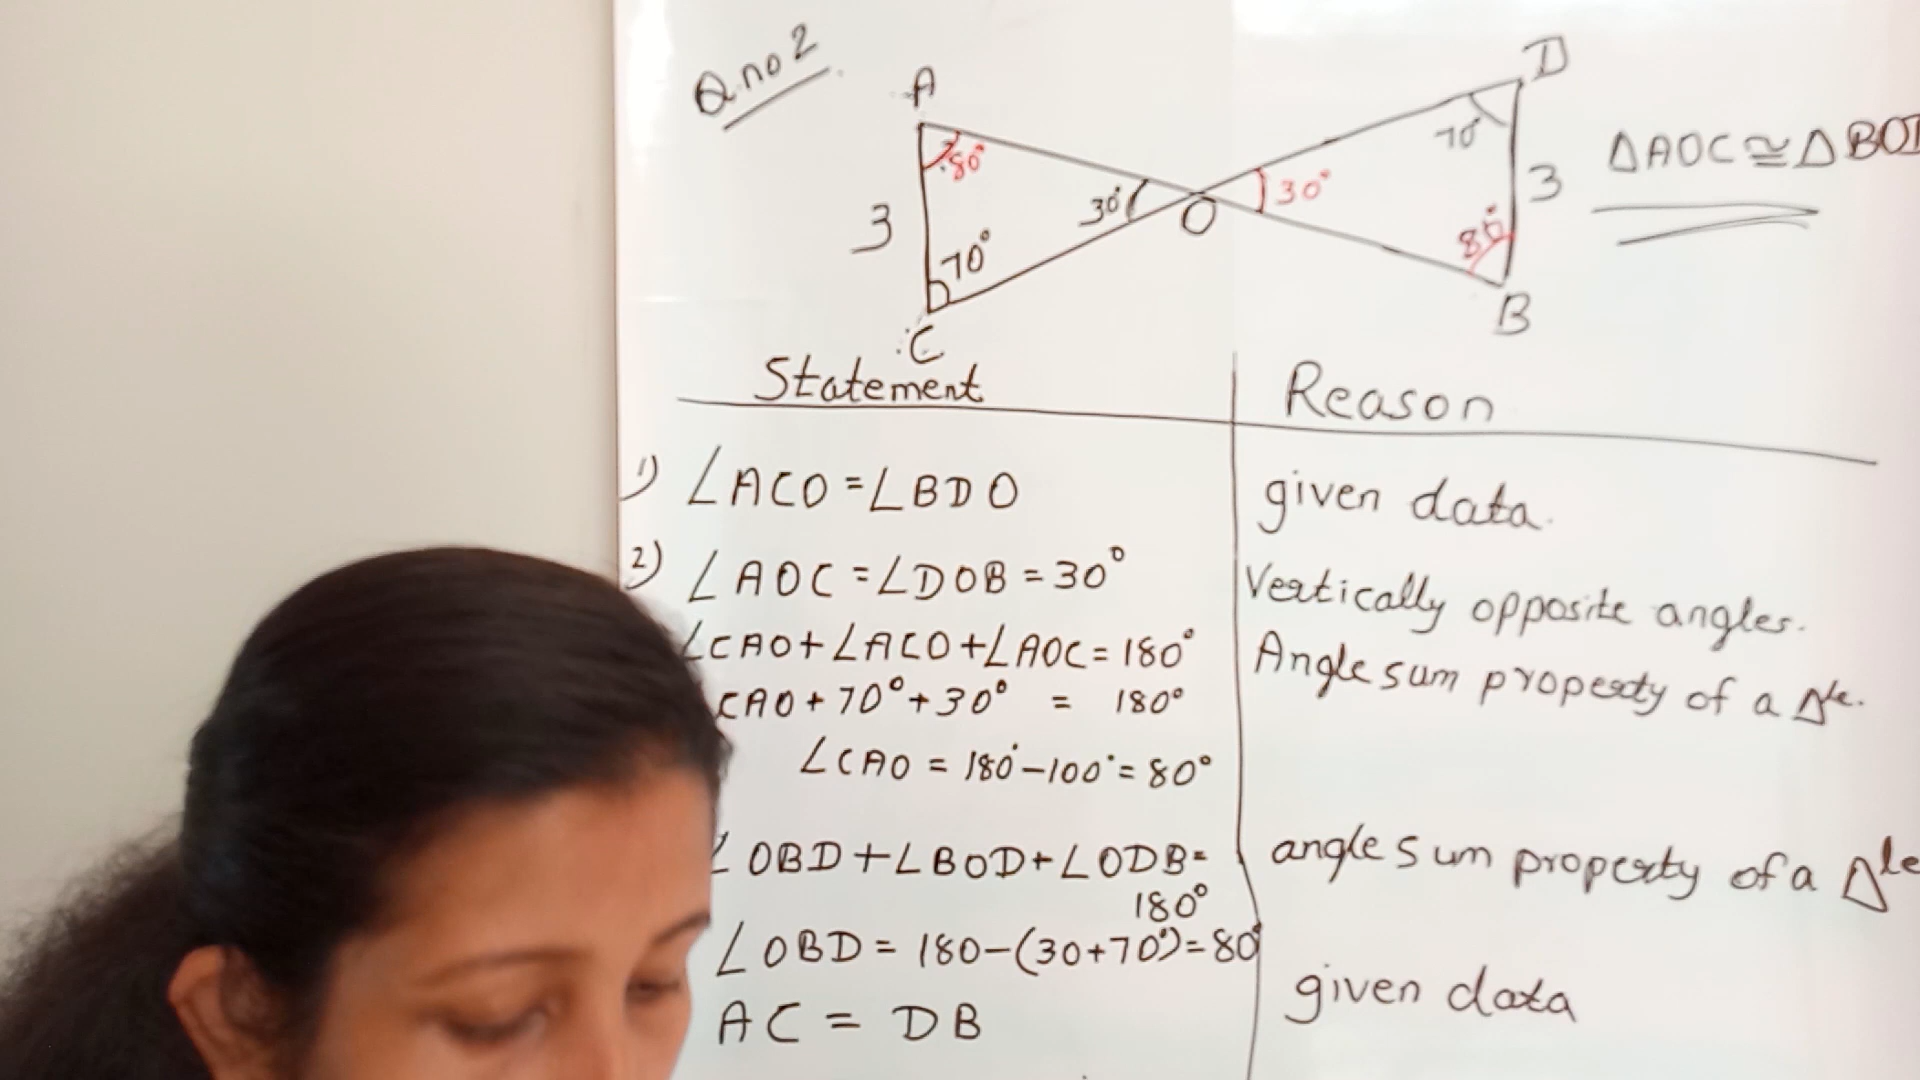 Q.no 2
A
D
80°
70°
30°
30°
3
3
ΔAOC ≅ Δ BO
O
70°
80°
B
C
Statement
Reason
1) ∠ACO = ∠BDO
given data.
2) ∠AOC = ∠DOB = 30°
Vertically opposite angles.
∠CAO + ∠ACO + ∠AOC = 180°
Angle sum property of a Δle.
CAO + 70° + 30° = 180°
∠CAO = 180° - 100° = 80°
∠OBD + ∠BOD + ∠ODB =
180°
angle sum property of a Δle
∠OBD = 180 - (30 + 70°) = 80°
AC = DB
given data